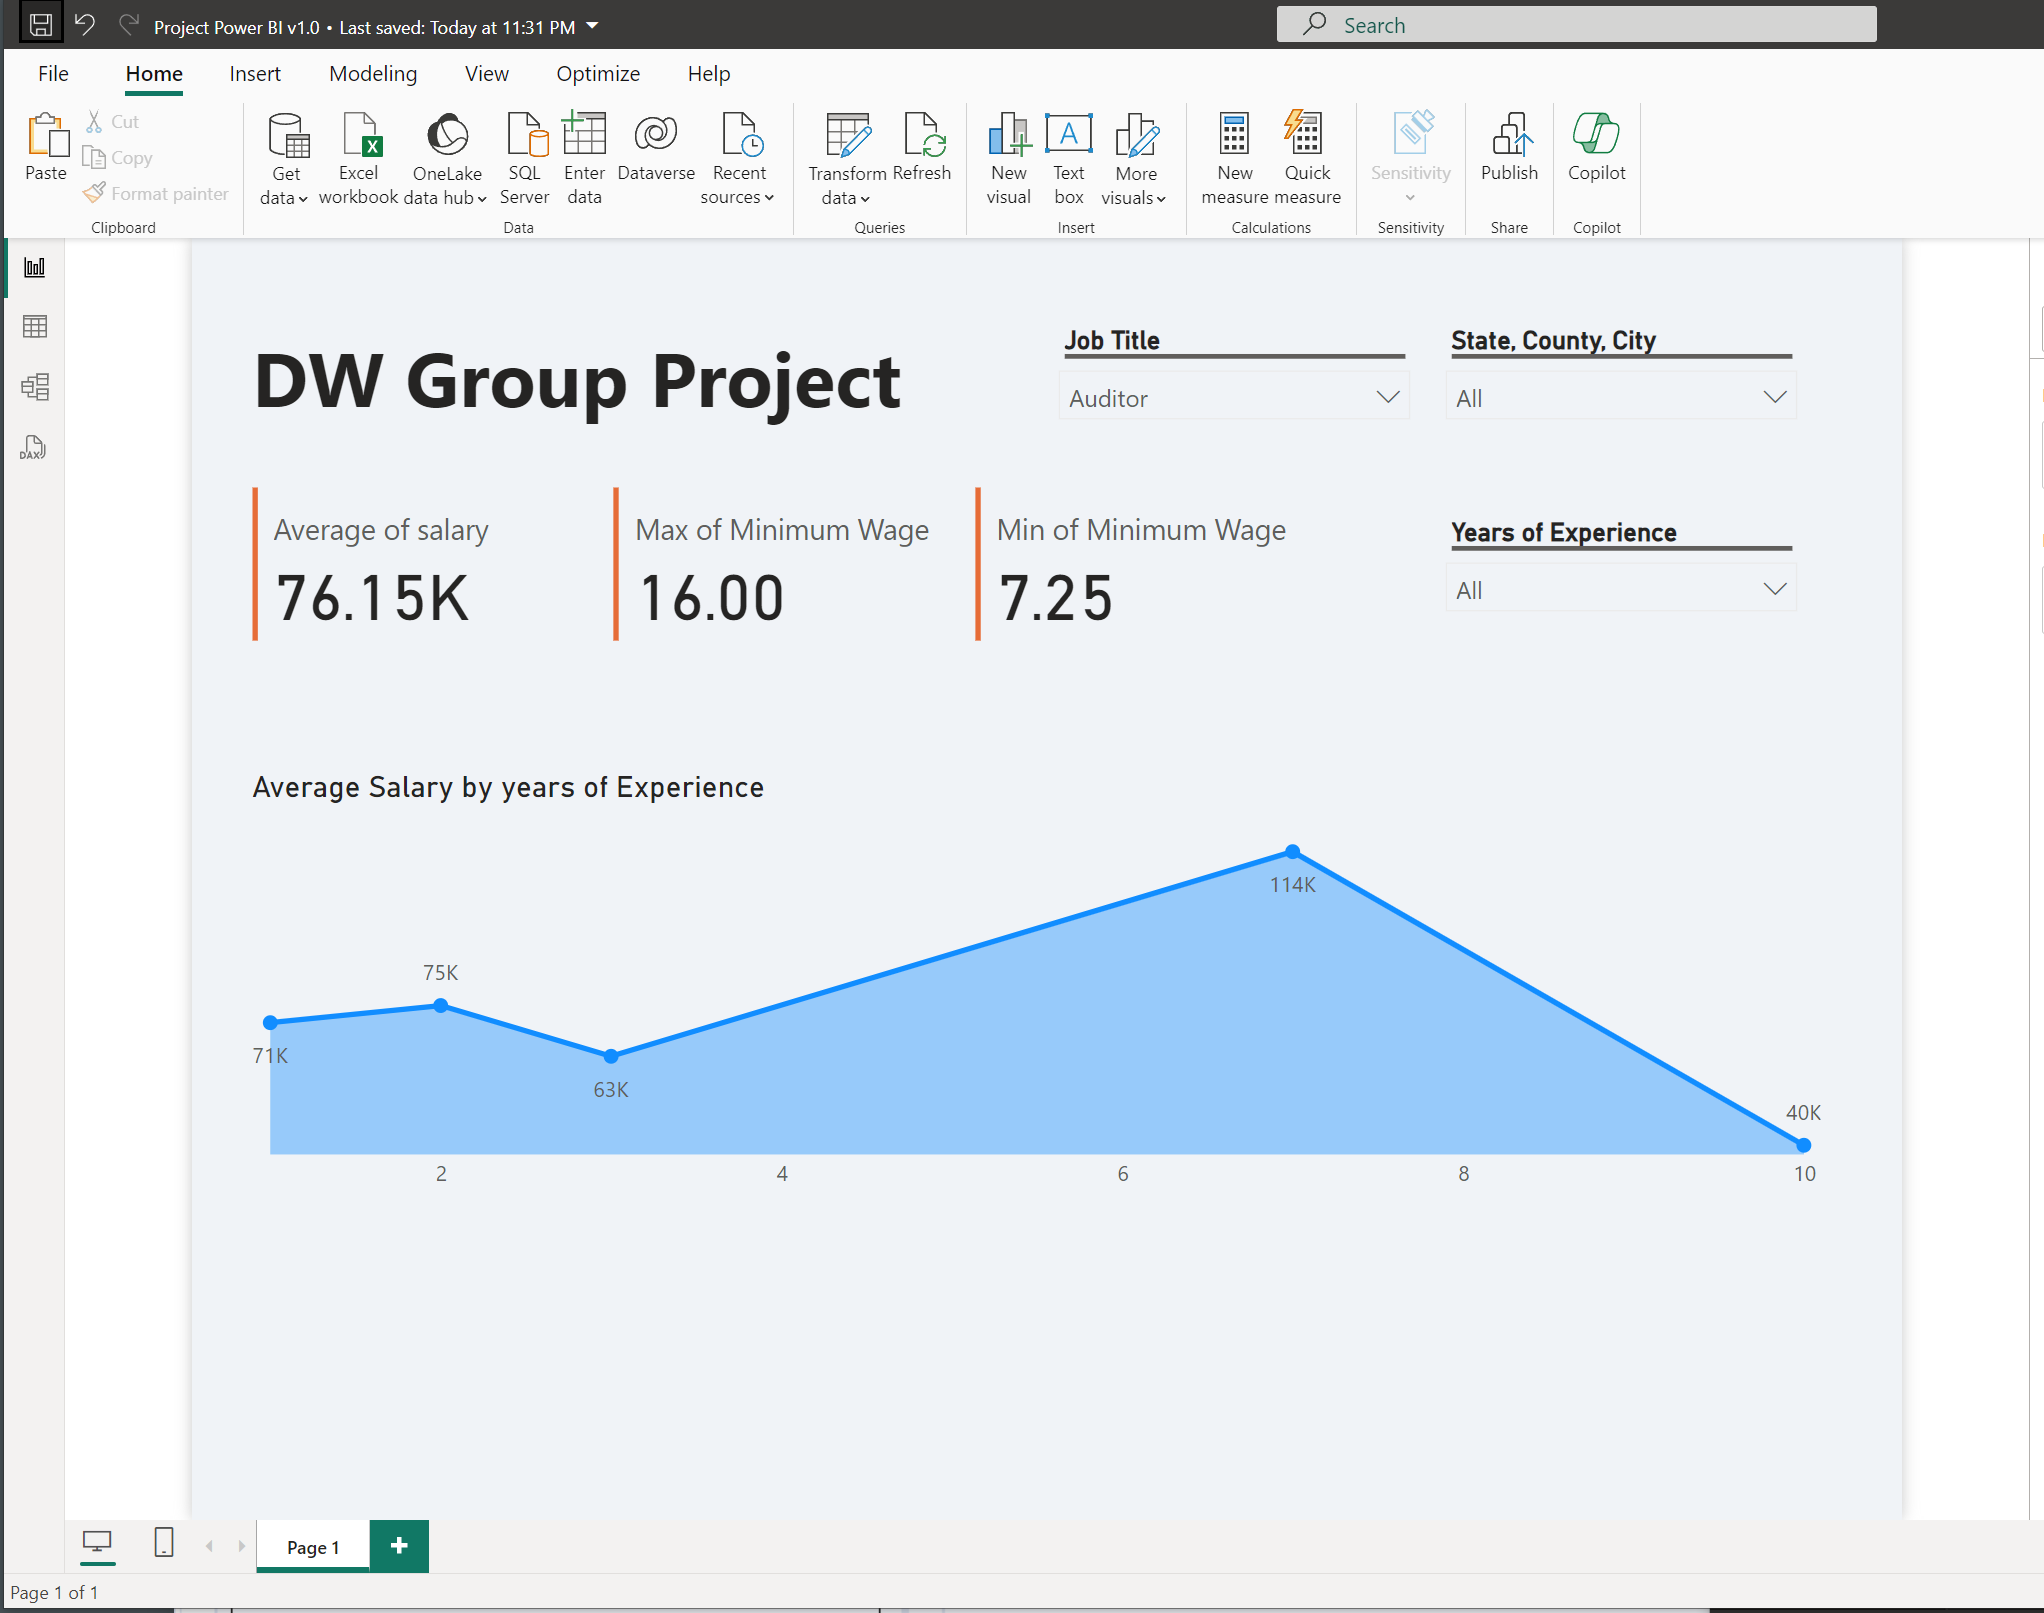 Project Power BI v1.0 • Last saved: Today at 11:31 PM
Search
File Home Insert Modeling View Optimize Help
Paste
Cut
Copy
Format painter
Clipboard
Get data
Excel workbook
OneLake data hub
SQL Server
Enter data
Dataverse
Recent sources
Data
Transform data
Refresh
Queries
New visual
Text box
A
More visuals
Insert
New measure
Quick measure
Calculations
Sensitivity
Sensitivity
Publish
Share
Copilot
Copilot
DAX
DW Group Project
Job Title
Auditor
State, County, City
All
Average of salary
76.15K
Max of Minimum Wage
16.00
Min of Minimum Wage
7.25
Years of Experience
All
Average Salary by years of Experience
114K
75K
71K
63K
40K
2 4 6 8 10
Page 1
+
Page 1 of 1